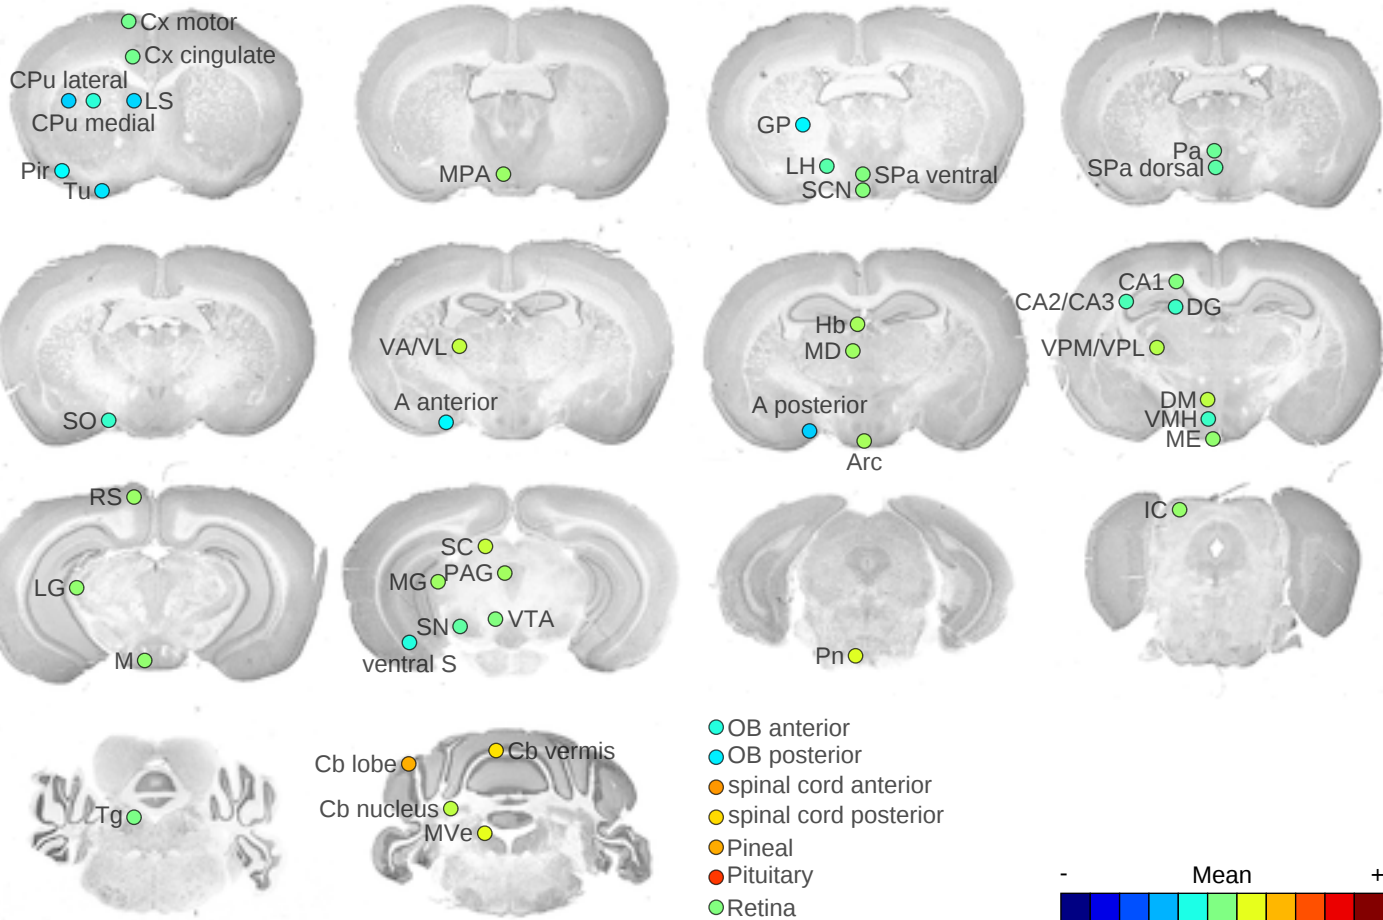 Cx motor
Cx cingulate
CPu lateral
LS
CPu medial
Pir
Tu
MPA
GP
LH
SPa ventral
SCN
Pa
SPa dorsal
SO
VA/VL
A anterior
Hb
MD
A posterior
Arc
CA1
CA2/CA3
DG
VPM/VPL
DM
VMH
ME
RS
LG
M
SC
PAG
MG
VTA
SN
ventral S
Pn
IC
Tg
Cb vermis
Cb lobe
Cb nucleus
MVe
OB anterior
OB posterior
spinal cord anterior
spinal cord posterior
Pineal
Pituitary
Retina
- Mean +